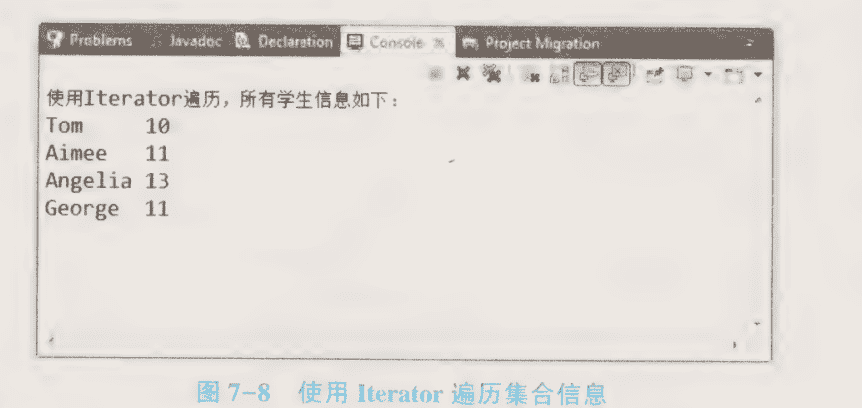 Problems Javadoc Declaration Console Project Migration
使用Iterator遍历，所有学生信息如下：
Tom 10
Aimee 11
Angelia 13
George 11
图 7-8 使用 Iterator 遍历集合信息